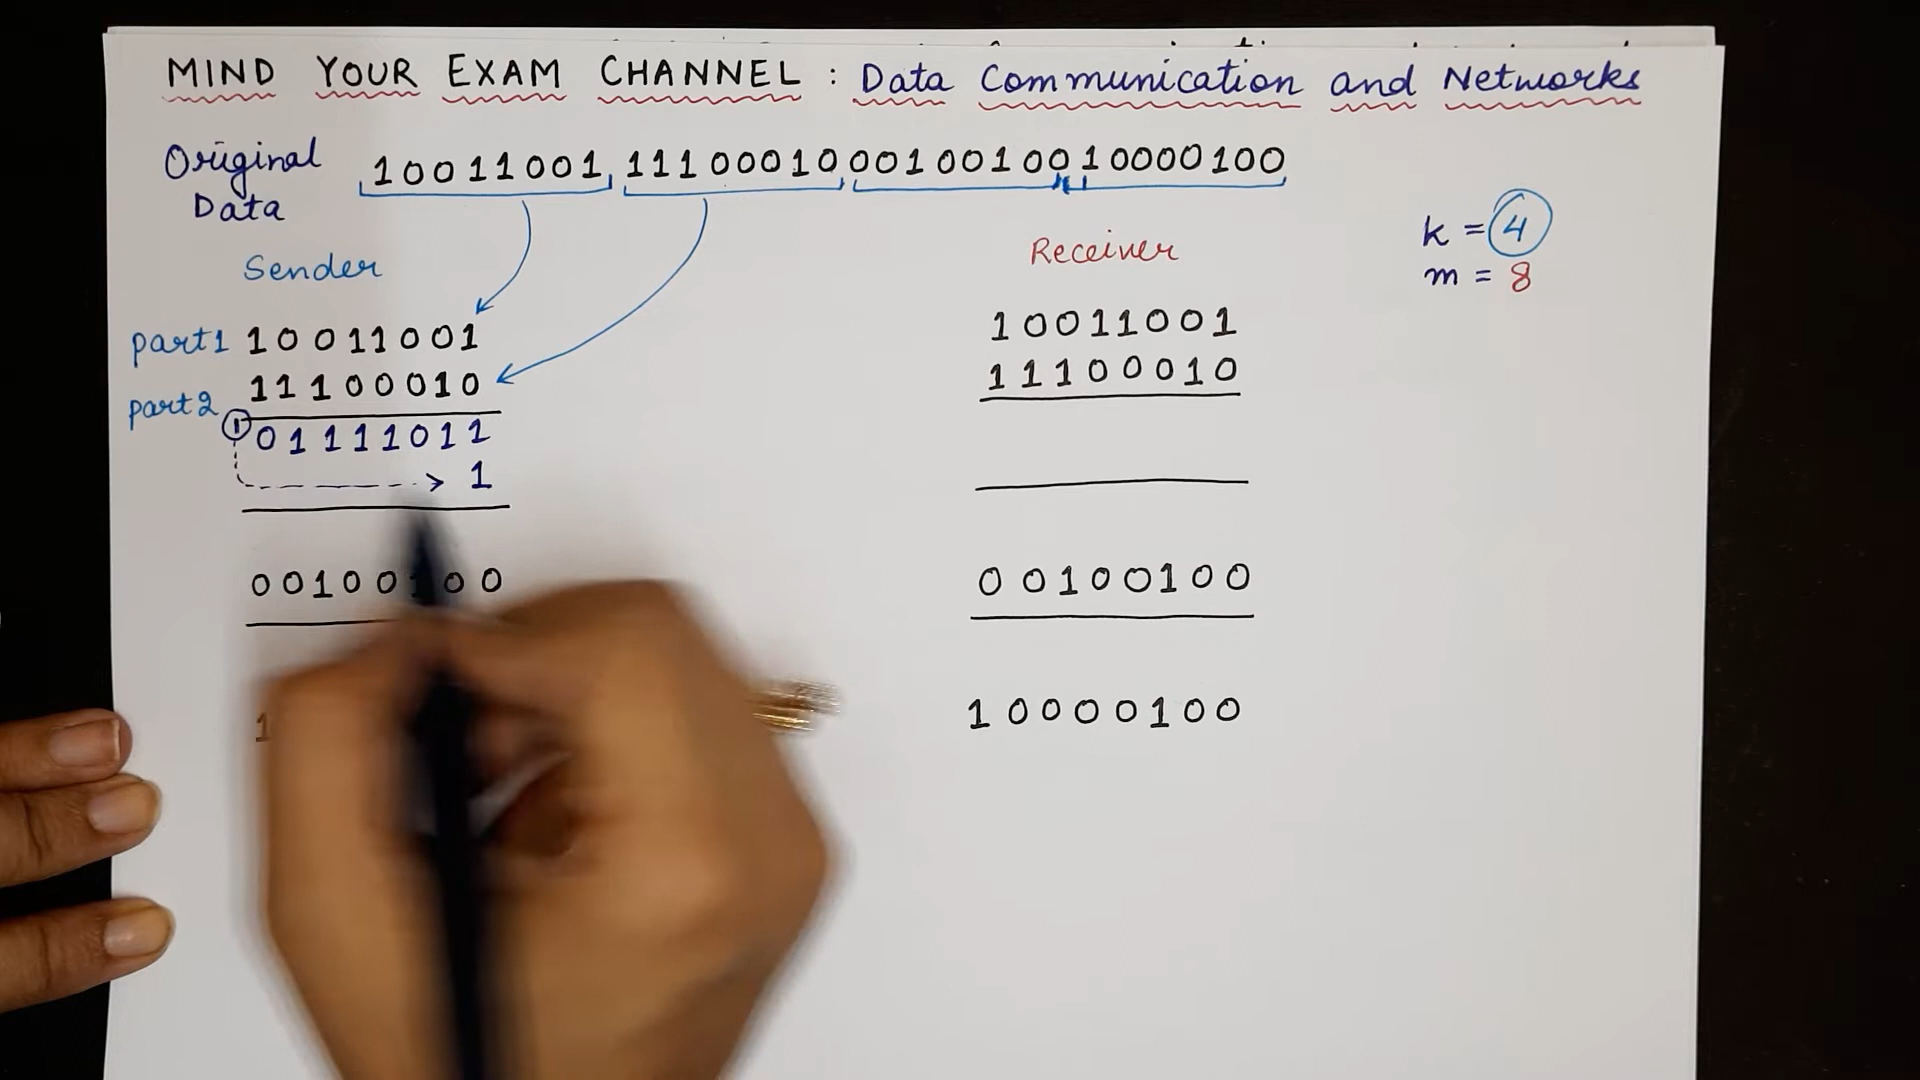 MIND YOUR EXAM CHANNEL : Data Communication and Networks
Original Data
10011001 11100010 00100100 10000100
k = 4
m = 8
Sender
part1 10011001
part2 11100010
1 01111011
1
00100100
1
Receiver
10011001
11100010
00100100
10000100